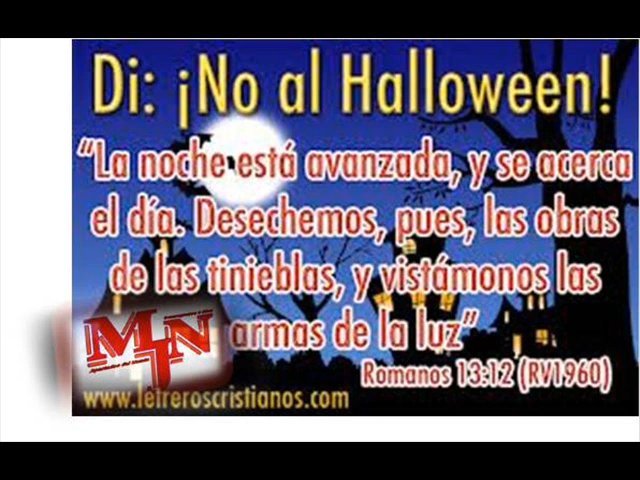 Di: ¡No al Halloween!
“La noche está avanzada, y se acerca
el día. Desechemos, pues, las obras
de las tinieblas, y vistámonos las
armas de la luz”
Romanos 13:12 (RV1960)
MTN
www.letreroscristianos.com